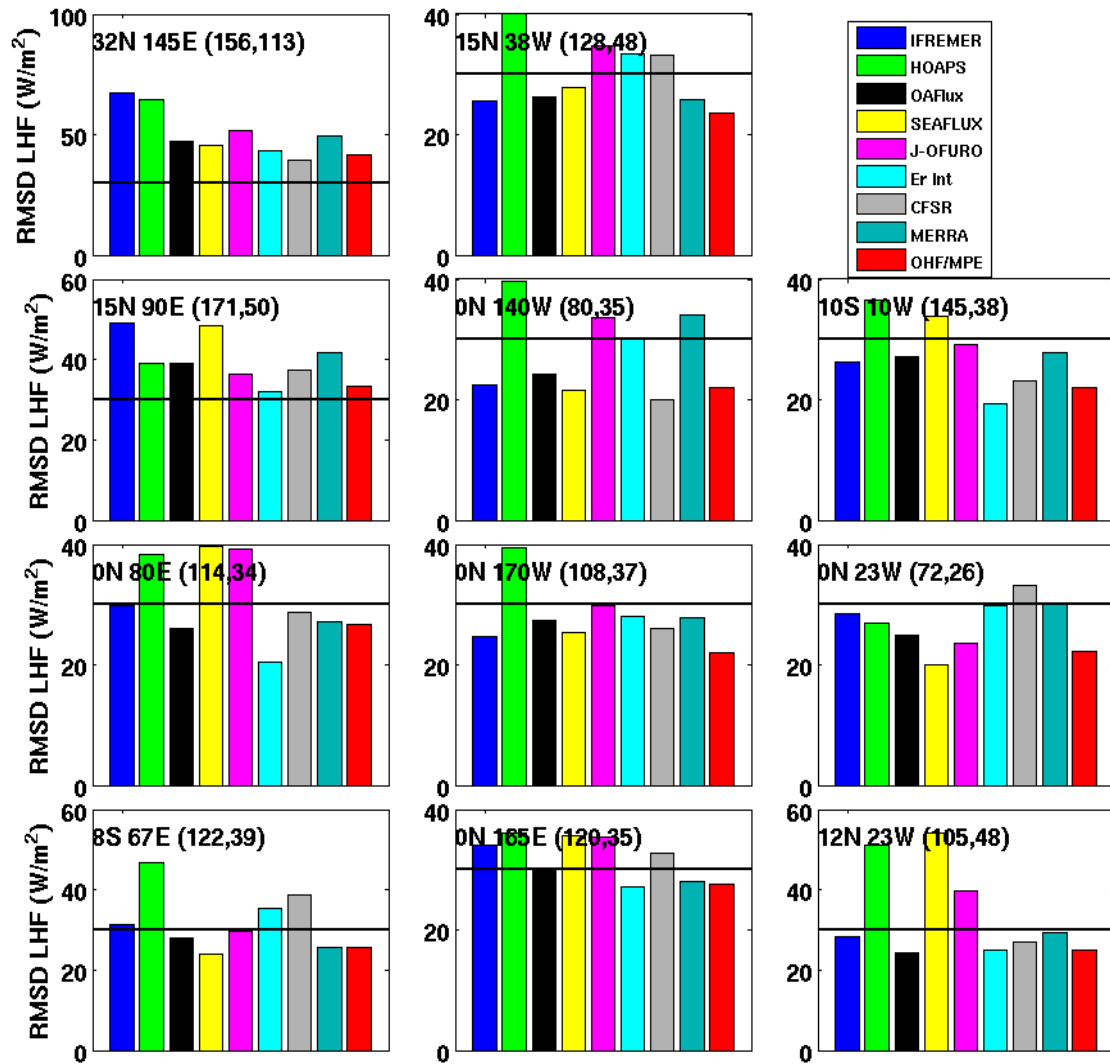 100
50
0
RMSD LHF (W/m²)
32N 145E (156,113)
40
20
0
15N 38W (128,48)
IFREMER
HOAPS
OAFlux
SEAFLUX
J-OFURO
Er Int
CFSR
MERRA
OHF/MPE
60
40
20
0
RMSD LHF (W/m²)
15N 90E (171,50)
40
20
0
0N 140W (80,35)
40
20
0
10S 10W (145,38)
40
20
0
RMSD LHF (W/m²)
0N 80E (114,34)
40
20
0
0N 170W (108,37)
40
20
0
0N 23W (72,26)
60
40
20
0
RMSD LHF (W/m²)
8S 67E (122,39)
40
20
0
0N 165E (120,35)
60
40
20
0
12N 23W (105,48)